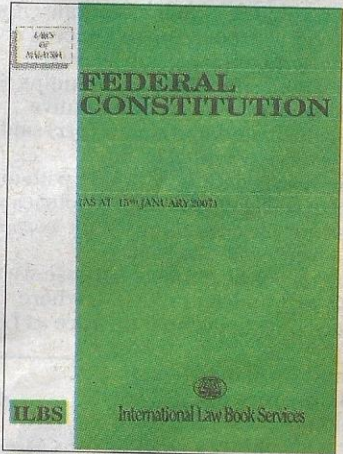 LAWS
OF
MALAYSIA
FEDERAL
CONSTITUTION
(AS AT 15TH JANUARY 2007)
ILBS
International Law Book Services